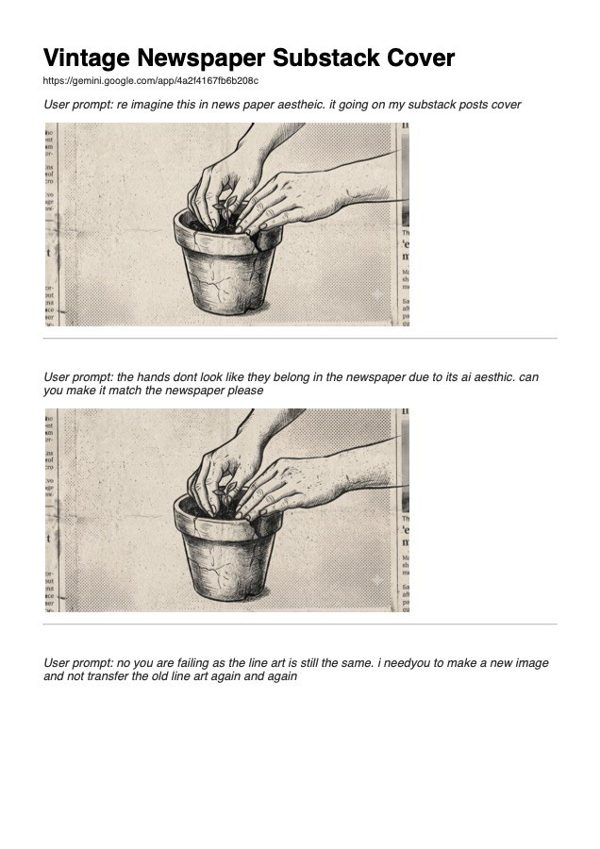 Vintage Newspaper Substack Cover
https://gemini.google.com/app/4a2f4167fb6b208c
User prompt: re imagine this in news paper aestheic. it going on my substack posts cover
User prompt: the hands dont look like they belong in the newspaper due to its ai aesthic. can
you make it match the newspaper please
User prompt: no you are failing as the line art is still the same. i needyou to make a new image
and not transfer the old line art again and again